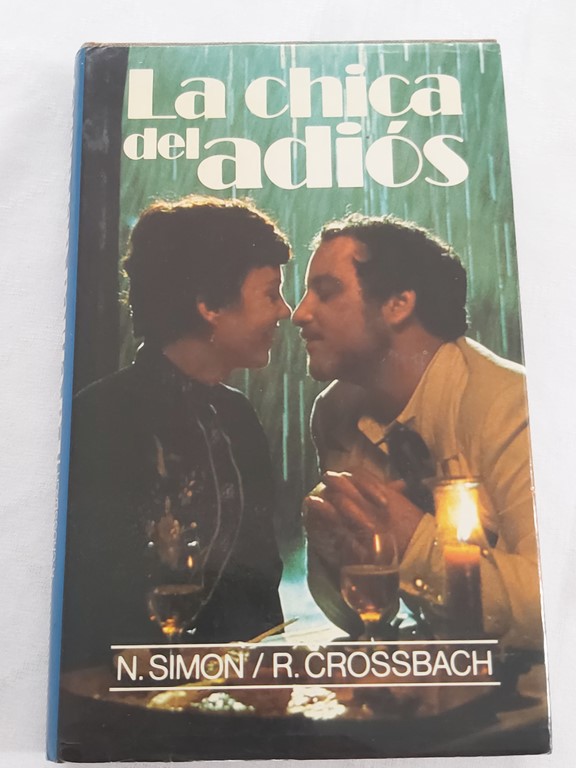 La chica
del adiós
N. SIMON / R. CROSSBACH